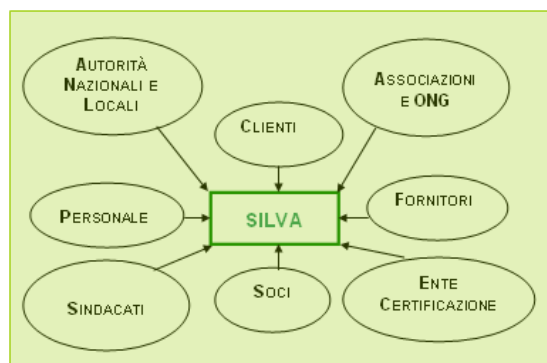 AUTORITÀ
NAZIONALI E
LOCALI
CLIENTI
ASSOCIAZIONI
E ONG
PERSONALE
SILVA
FORNITORI
SINDACATI
SOCI
ENTE
CERTIFICAZIONE